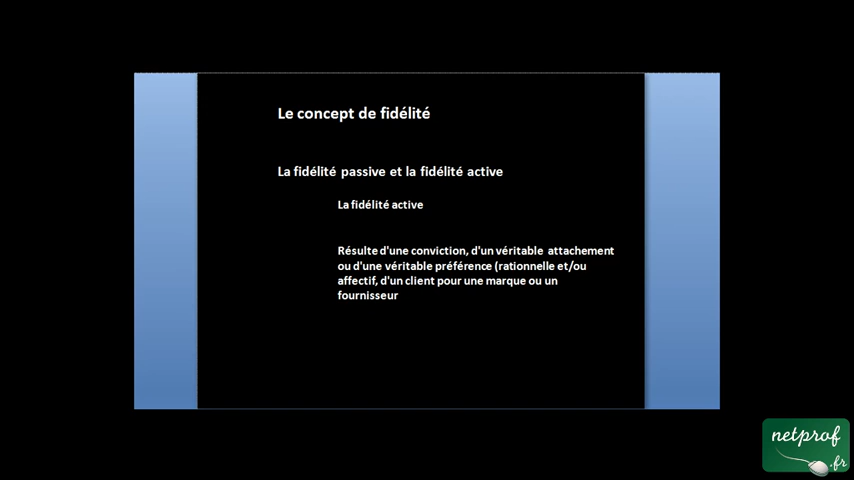 Le concept de fidélité
La fidélité passive et la fidélité active
La fidélité active
Résulte d'une conviction, d'un véritable attachement
ou d'une véritable préférence (rationnelle et/ou
affectif, d'un client pour une marque ou un
fournisseur
netprof
.fr